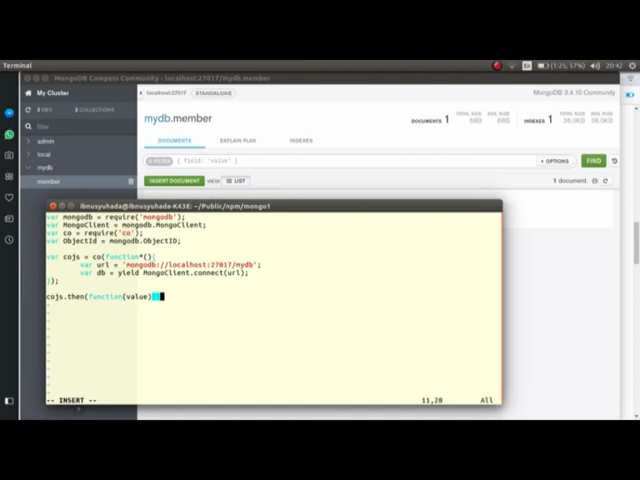 Terminal
(1:25, 57%)
20:42
MongoDB Compass Community - localhost:27017/mydb.member
My Cluster
localhost:27017
STANDALONE
MongoDB 3.4.10 Community
2 DBS
2 COLLECTIONS
mydb.member
DOCUMENTS 1
TOTAL SIZE
AVG. SIZE
INDEXES 1
TOTAL SIZE
AVG. SIZE
36.0KB
36.0KB
filter
admin
local
mydb
member
DOCUMENTS
EXPLAIN PLAN
INDEXES
FILTER
{ field: 'value' }
OPTIONS
FIND
INSERT DOCUMENT
VIEW
LIST
1 document.
ibnusyuhada@ibnusyuhada-K43E: ~/Public/npm/mongo1
var mongodb = require('mongodb');
var MongoClient = mongodb.MongoClient;
var co = require('co');
var ObjectId = mongodb.ObjectID;
var cojs = co(function*(){
var url = 'mongodb://localhost:27017/mydb';
var db = yield MongoClient.connect(url);
});
cojs.then(function(value){}
-- INSERT --
11,28
All